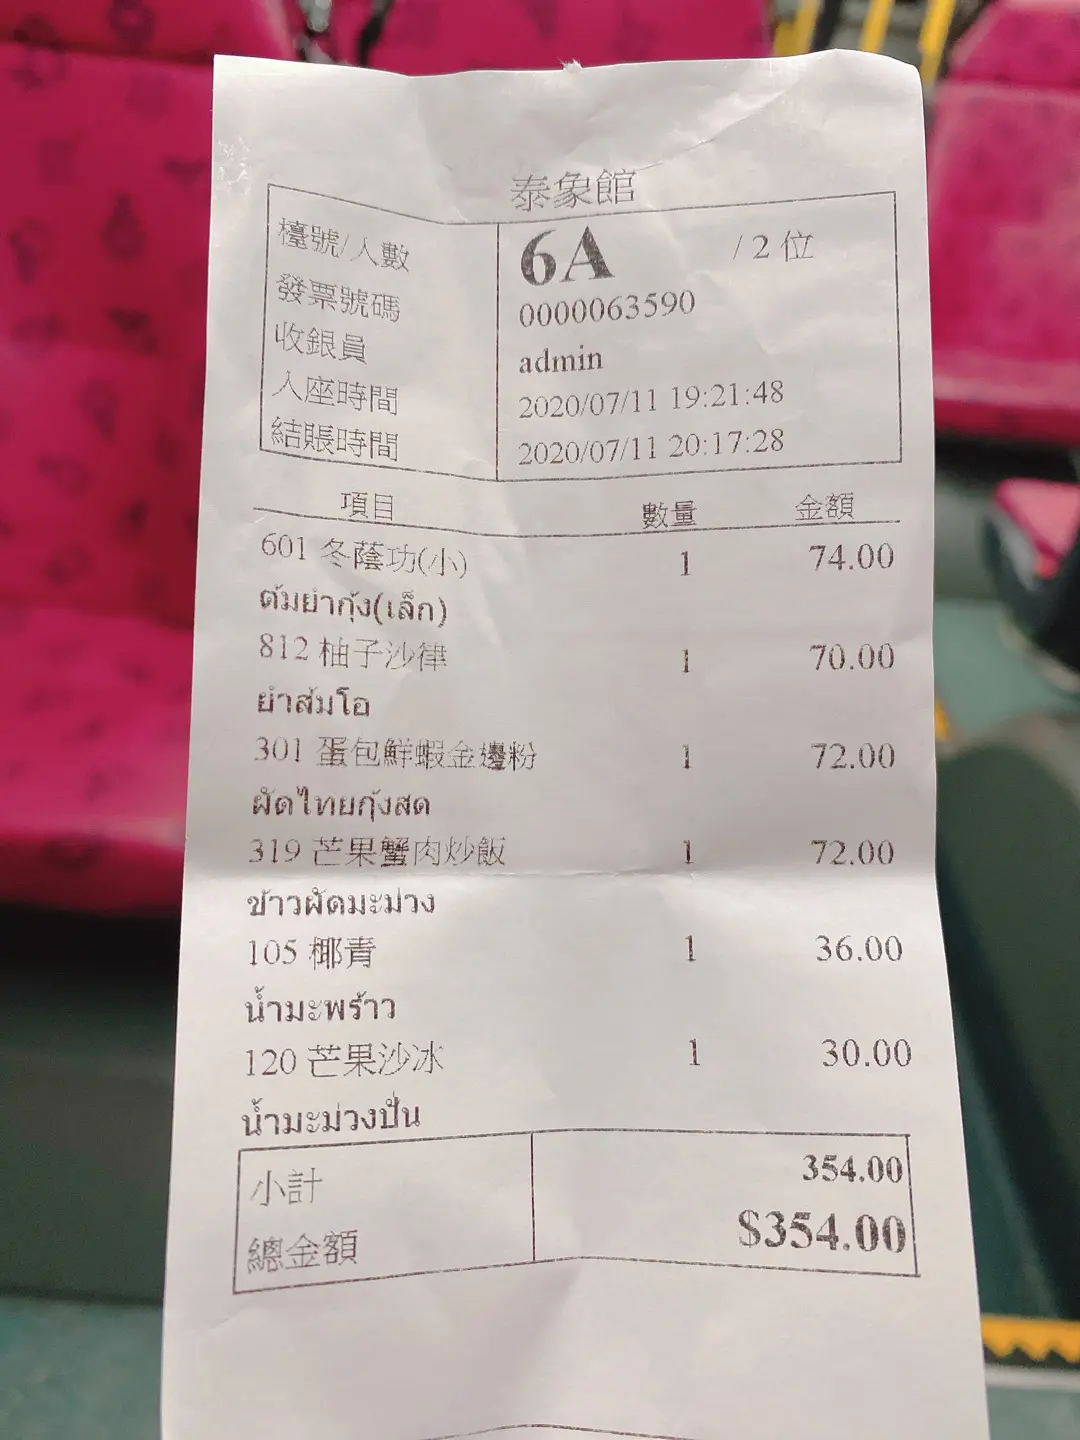 泰象館
檯號/人數 6A / 2 位
發票號碼 0000063590
收銀員 admin
入座時間 2020/07/11 19:21:48
結賬時間 2020/07/11 20:17:28
項目 數量 金額
601 冬蔭功(小) 1 74.00
ต้มยำกุ้ง(เล็ก)
812 柚子沙律 1 70.00
ยำส้มโอ
301 蛋包鮮蝦金邊粉 1 72.00
ผัดไทยกุ้งสด
319 芒果蟹肉炒飯 1 72.00
ข้าวผัดมะม่วง
105 椰青 1 36.00
น้ำมะพร้าว
120 芒果沙冰 1 30.00
น้ำมะม่วงปั่น
小計 354.00
總金額 $354.00